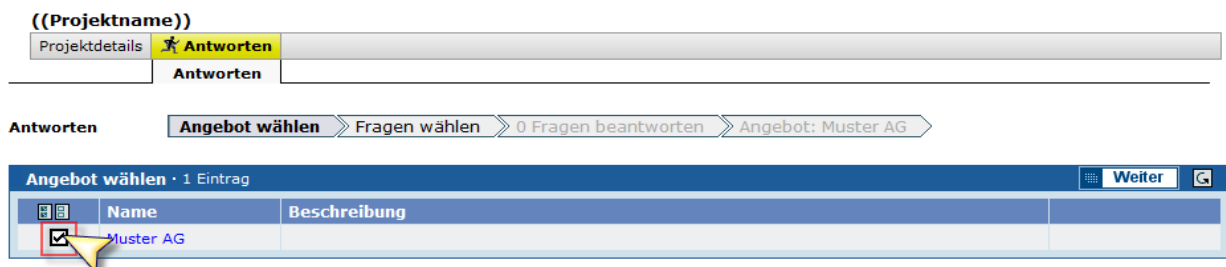 ((Projektname))
Projektdetails Antworten
Antworten
Antworten Angebot wählen Fragen wählen 0 Fragen beantworten Angebot: Muster AG
Angebot wählen · 1 Eintrag Weiter
Name Beschreibung
Muster AG